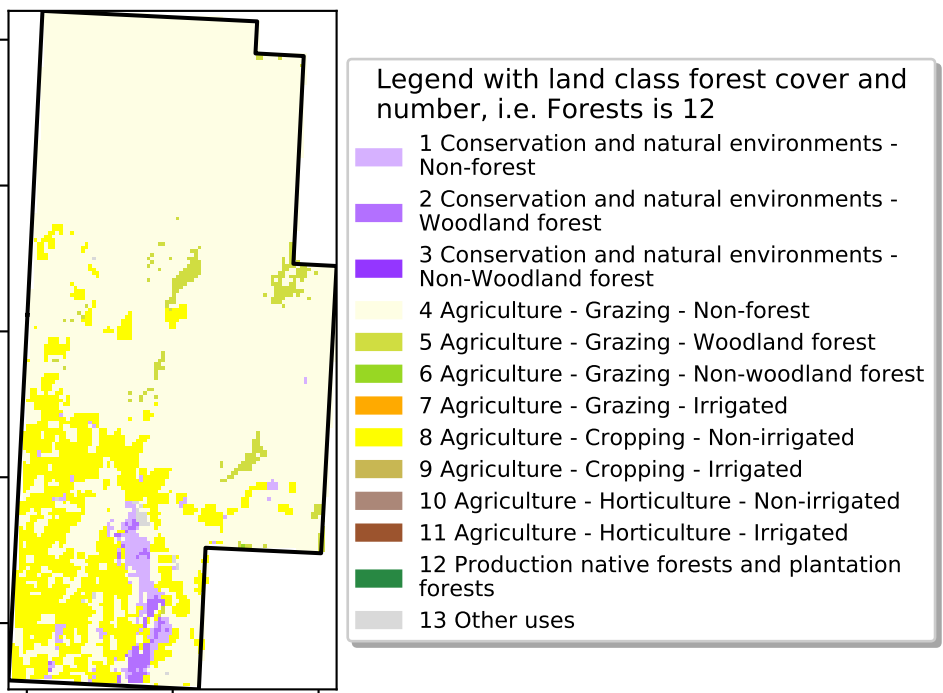 Legend with land class forest cover and
number, i.e. Forests is 12
1 Conservation and natural environments -
Non-forest
2 Conservation and natural environments -
Woodland forest
3 Conservation and natural environments -
Non-Woodland forest
4 Agriculture - Grazing - Non-forest
5 Agriculture - Grazing - Woodland forest
6 Agriculture - Grazing - Non-woodland forest
7 Agriculture - Grazing - Irrigated
8 Agriculture - Cropping - Non-irrigated
9 Agriculture - Cropping - Irrigated
10 Agriculture - Horticulture - Non-irrigated
11 Agriculture - Horticulture - Irrigated
12 Production native forests and plantation
forests
13 Other uses